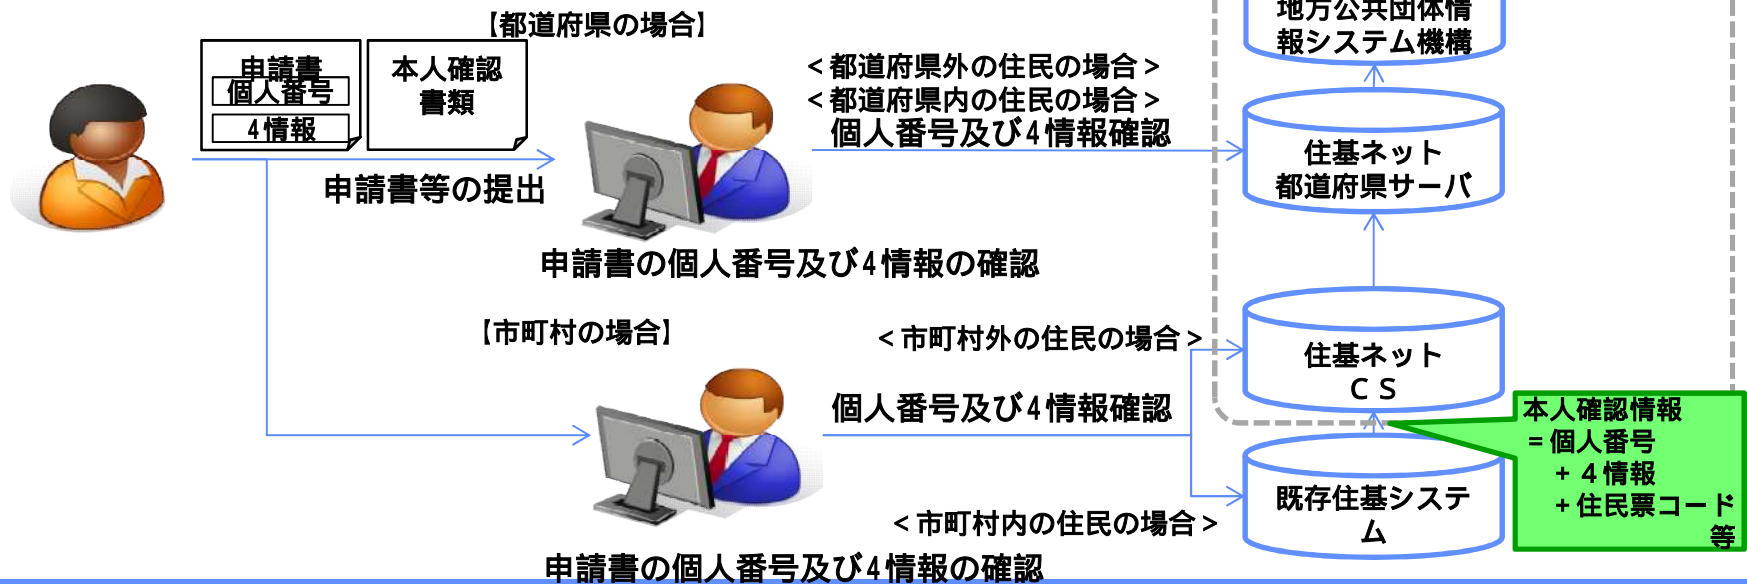 地方公共団体情
報システム機構
【都道府県の場合】
申請書
個人番号
4情報
本人確認
書類
＜都道府県外の住民の場合＞
＜都道府県内の住民の場合＞
個人番号及び4情報確認
住基ネット
都道府県サーバ
申請書等の提出
申請書の個人番号及び4情報の確認
【市町村の場合】
＜市町村外の住民の場合＞
住基ネット
ＣＳ
個人番号及び4情報確認
本人確認情報
＝個人番号
＋４情報
＋住民票コード
等
既存住基システ
ム
＜市町村内の住民の場合＞
申請書の個人番号及び4情報の確認